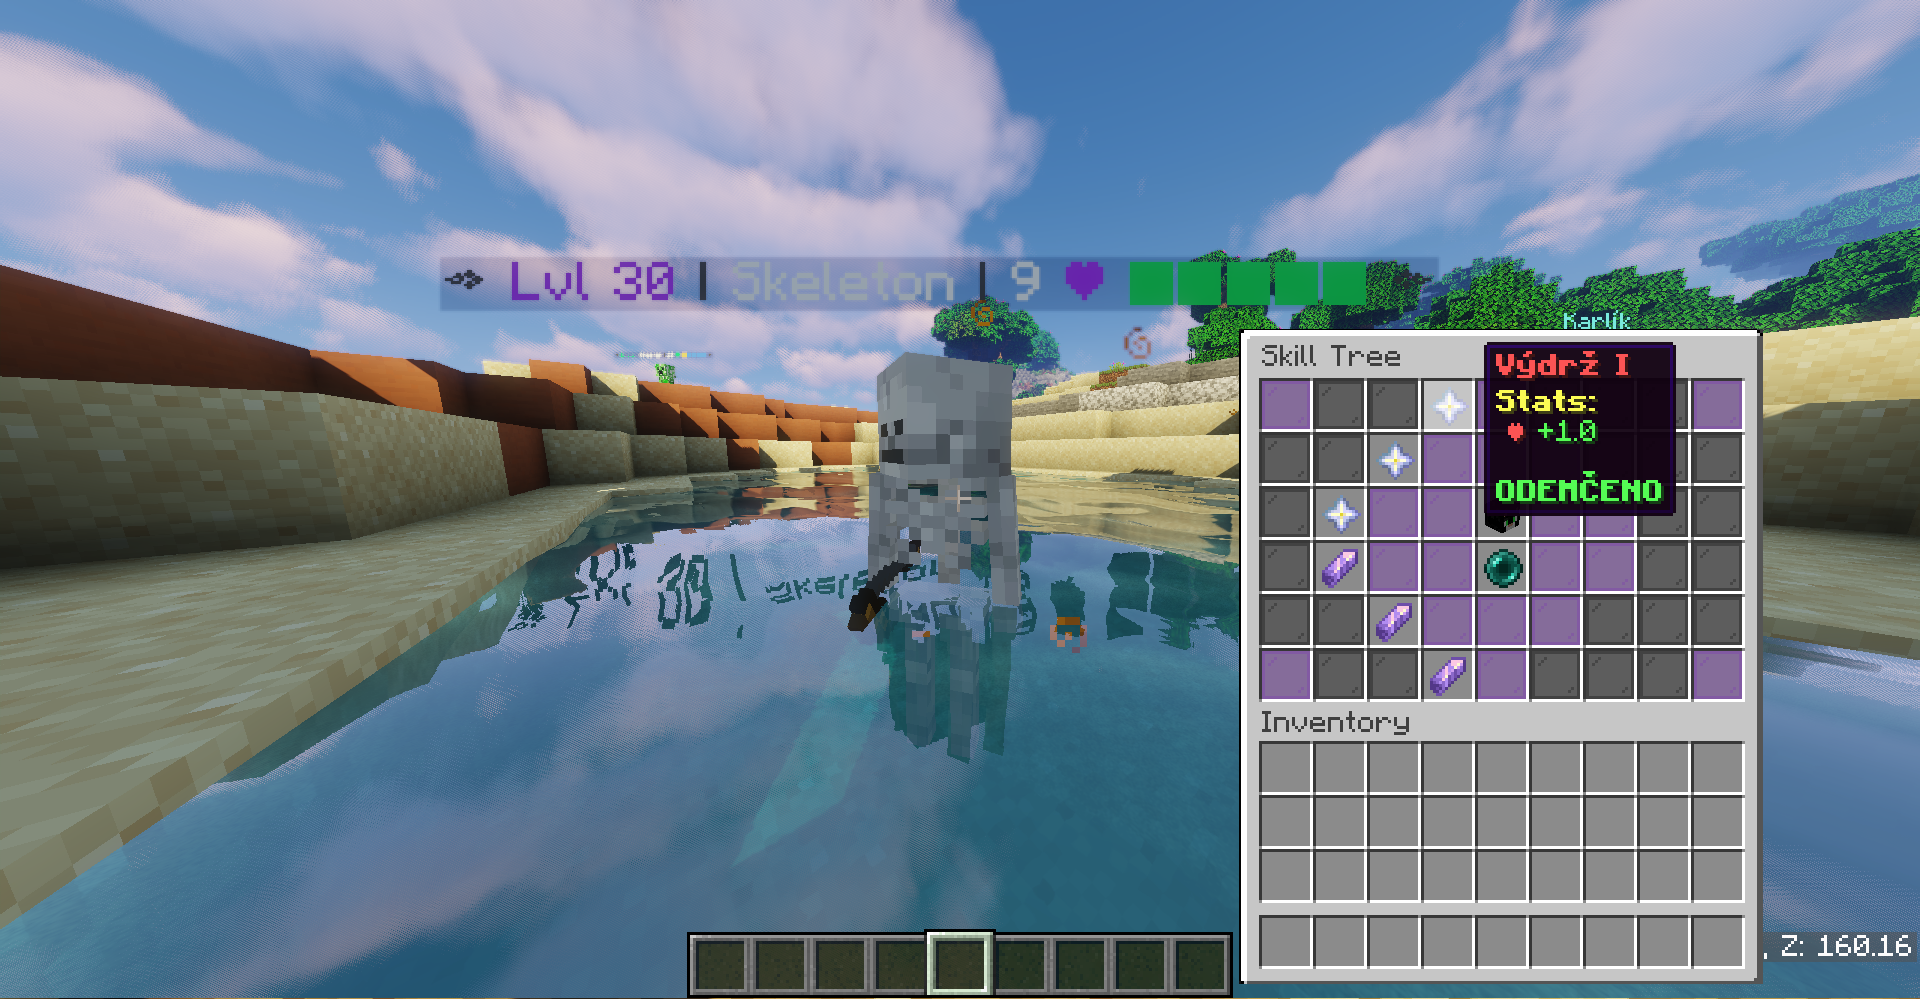 Lvl 30 | Skeleton | 9
Karlík
Skill Tree
Výdrž I
Stats:
+1.0
ODEMČENO
Inventory
, Z: 160.16